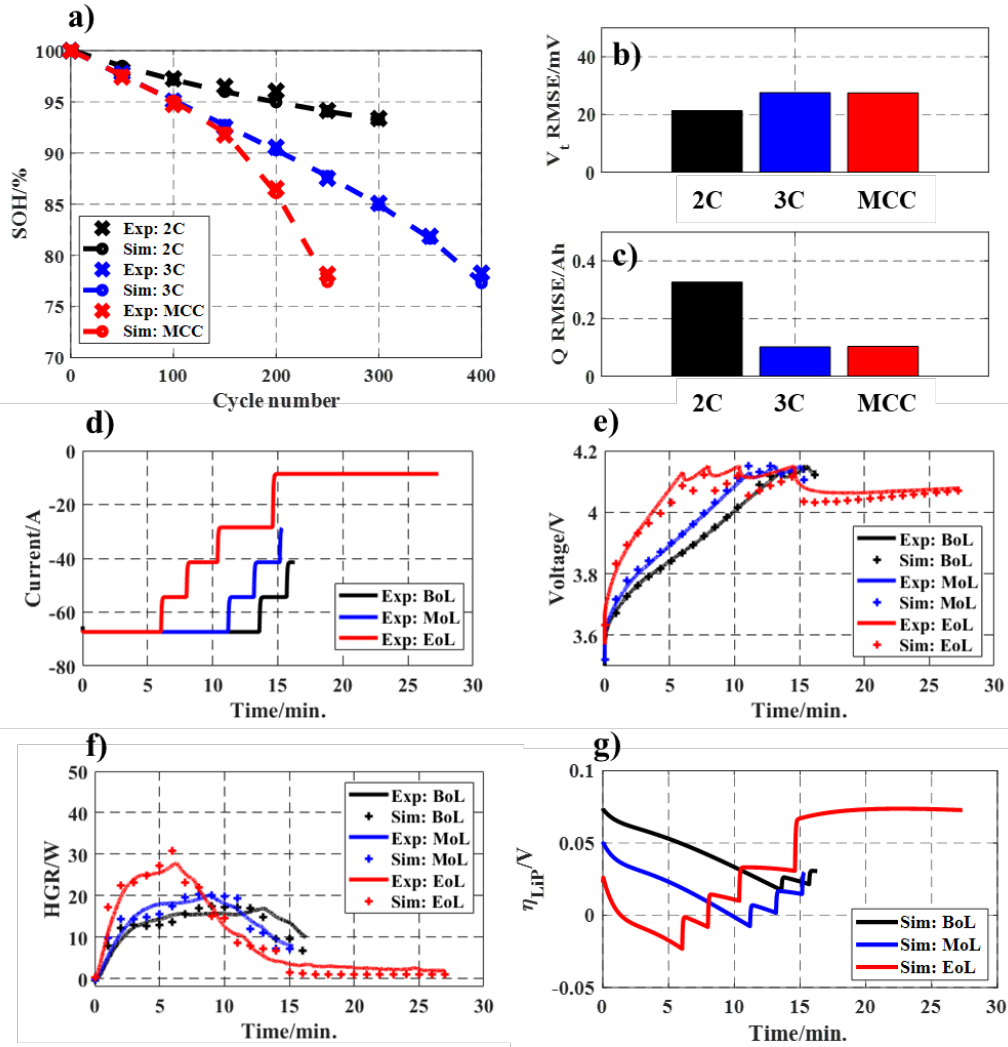 a)
100
95
90
85
80
75
70
SOH/%
Exp: 2C
Sim: 2C
Exp: 3C
Sim: 3C
Exp: MCC
Sim: MCC
0 100 200 300 400
Cycle number
b)
40
20
0
V_t RMSE/mV
2C 3C MCC
c)
0.4
0.2
0
Q RMSE/Ah
2C 3C MCC
d)
0
-20
-40
-60
-80
Current/A
Exp: BoL
Exp: MoL
Exp: EoL
0 5 10 15 20 25 30
Time/min.
e)
4.2
4
3.8
3.6
Voltage/V
Exp: BoL
Sim: BoL
Exp: MoL
Sim: MoL
Exp: EoL
Sim: EoL
0 5 10 15 20 25 30
Time/min.
f)
50
40
30
20
10
0
HGR/W
Exp: BoL
Sim: BoL
Exp: MoL
Sim: MoL
Exp: EoL
Sim: EoL
0 5 10 15 20 25 30
Time/min.
g)
0.1
0.05
0
-0.05
η_LiP/V
Sim: BoL
Sim: MoL
Sim: EoL
0 5 10 15 20 25 30
Time/min.